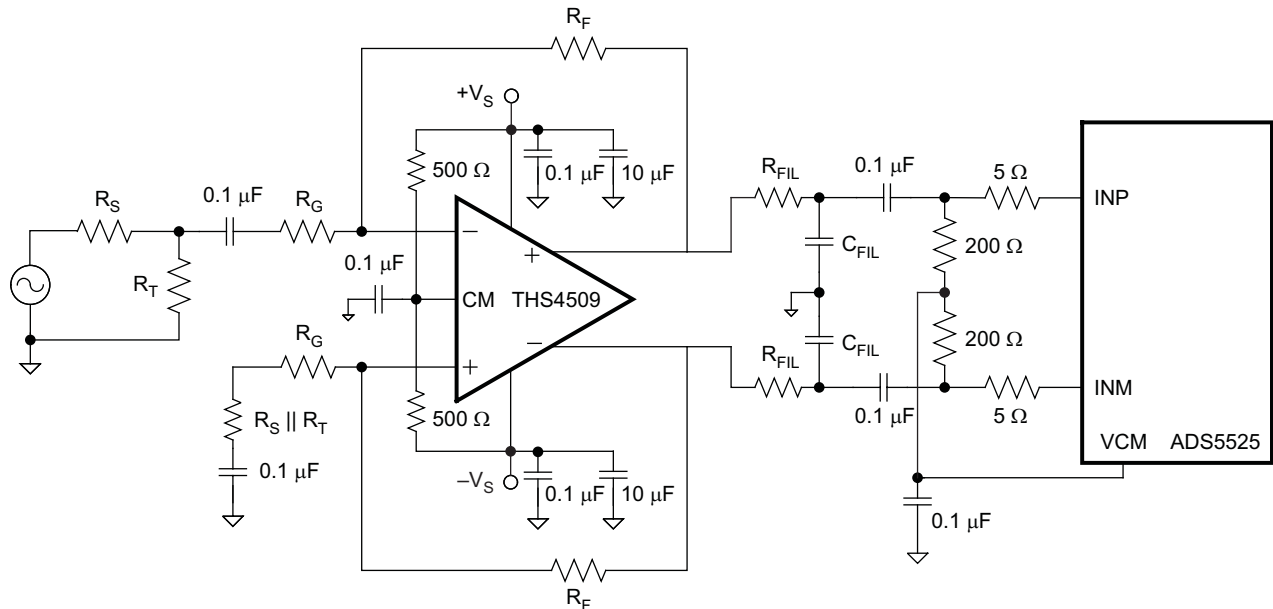 R_F
+V_S
500 Ω
0.1 µF
10 µF
R_S
0.1 µF
R_G
R_T
0.1 µF
−
+
CM
THS4509
+
−
R_G
R_S || R_T
0.1 µF
500 Ω
–V_S
0.1 µF
10 µF
R_F
R_FIL
0.1 µF
5 Ω
INP
C_FIL
200 Ω
C_FIL
200 Ω
R_FIL
0.1 µF
5 Ω
INM
VCM
ADS5525
0.1 µF